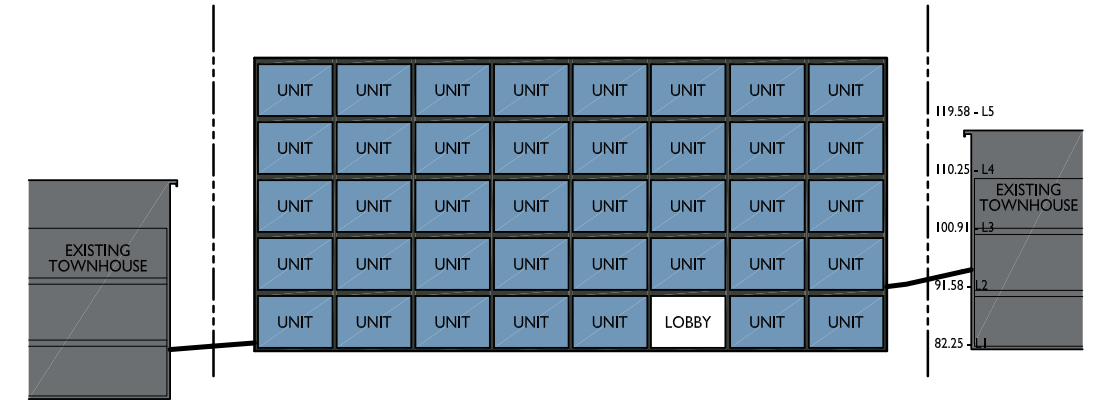 UNIT UNIT UNIT UNIT UNIT UNIT UNIT UNIT
119.58 - L5
UNIT UNIT UNIT UNIT UNIT UNIT UNIT UNIT
110.25 - L4
EXISTING
TOWNHOUSE
UNIT UNIT UNIT UNIT UNIT UNIT UNIT UNIT
100.91 - L3
EXISTING
TOWNHOUSE
UNIT UNIT UNIT UNIT UNIT UNIT UNIT UNIT
91.58 - L2
UNIT UNIT UNIT UNIT UNIT LOBBY UNIT UNIT
82.25 - L1